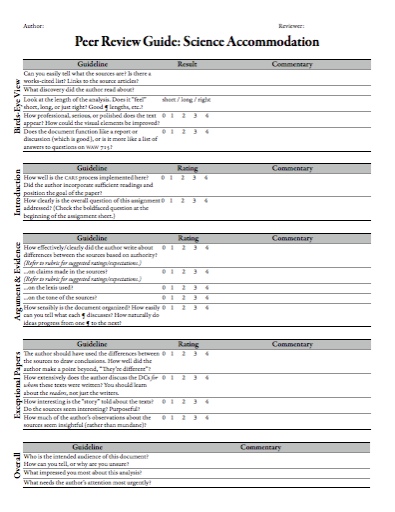 Author:
Reviewer:
Peer Review Guide: Science Accommodation
Birds-Eye View
Guideline Result Commentary
Can you easily tell what the sources are? Is there a
works-cited list? Links to the source articles?
What discovery did the author read about?
Look at the length of the analysis. Does it "feel" short / long / right
short, long, or just right? Good ¶ lengths, etc.?
How professional, serious, or polished does the text 0 1 2 3 4
appear? How could the visual elements be improved?
Does the document function like a report or 0 1 2 3 4
discussion (which is good), or is it more like a list of
answers to questions on WAW 715?
Introduction
Guideline Rating Commentary
How well is the CARS process implemented here? 0 1 2 3 4
Did the author incorporate sufficient readings and
position the goal of the paper?
How clearly is the overall question of this assignment 0 1 2 3 4
addressed? (Check the boldfaced question at the
beginning of the assignment sheet.)
Argument & Evidence
Guideline Rating Commentary
How effectively/clearly did the author write about 0 1 2 3 4
differences between the sources based on authority?
(Refer to rubric for suggested ratings/expectations.)
...on claims made in the sources? 0 1 2 3 4
(Refer to rubric for suggested ratings/expectations.)
...on the lexis used? 0 1 2 3 4
...on the tone of the sources? 0 1 2 3 4
How sensibly is the document organized? How easily 0 1 2 3 4
can you tell what each ¶ discusses? How naturally do
ideas progress from one ¶ to the next?
Exceptional Papers
Guideline Rating Commentary
The author should have used the differences between 0 1 2 3 4
the sources to draw conclusions. How well did the
author make a point beyond, "They're different"?
How extensively does the author discuss the DCs for 0 1 2 3 4
whom these texts were written? You should learn
about the readers, not just the writers.
How interesting is the "story" told about the texts? 0 1 2 3 4
Do the sources seem interesting? Purposeful?
How much of the author's observations about the 0 1 2 3 4
sources seem insightful (rather than mundane)?
Overall
Guideline Commentary
Who is the intended audience of this document?
How can you tell, or why are you unsure?
What impressed you most about this analysis?
What needs the author's attention most urgently?